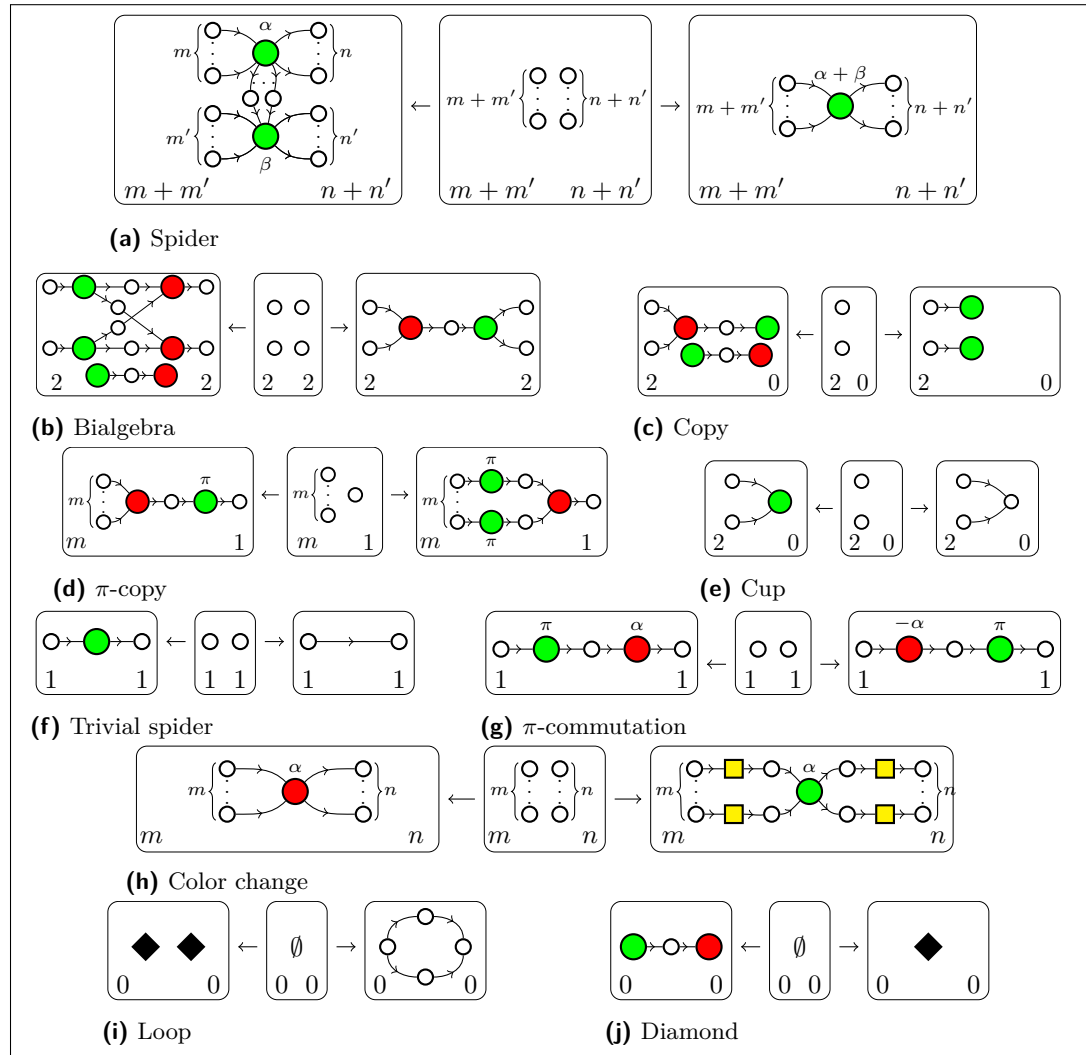 α
m n
m + m′ n + n′ α + β
m + m′ n + n′
m′ n′
β
m + m′ n + n′ ← m + m′ n + n′ → m + m′ n + n′
(a) Spider
2 2 ← 2 2 → 2 2
2 0 ← 2 0 → 2 0
(b) Bialgebra
(c) Copy
π π
m m m
π
m 1 ← m 1 → m 1
2 0 ← 2 0 → 2 0
(d) π-copy
(e) Cup
π α −α π
1 1 ← 1 1 → 1 1
1 1 ← 1 1 → 1 1
(f) Trivial spider
(g) π-commutation
α α
m n m n m n
m n ← m n → m n
(h) Color change
∅ ∅
0 0 ← 0 0 → 0 0
0 0 ← 0 0 → 0 0
(i) Loop
(j) Diamond